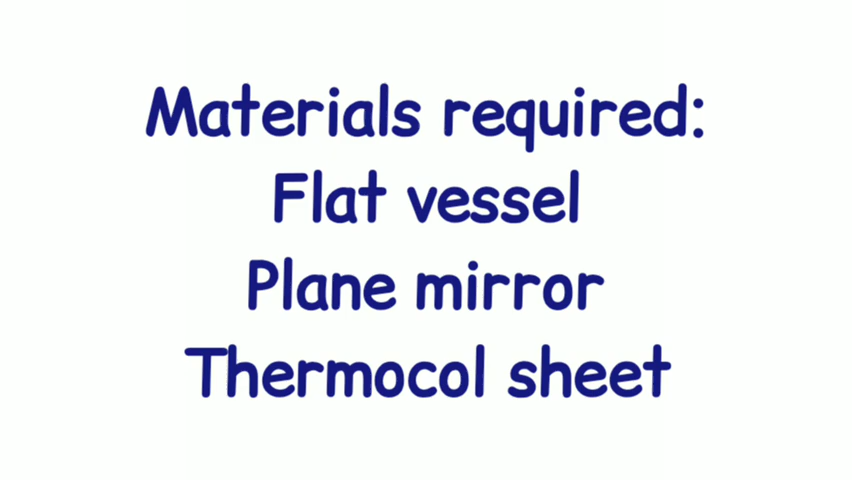 Materials required:
Flat vessel
Plane mirror
Thermocol sheet